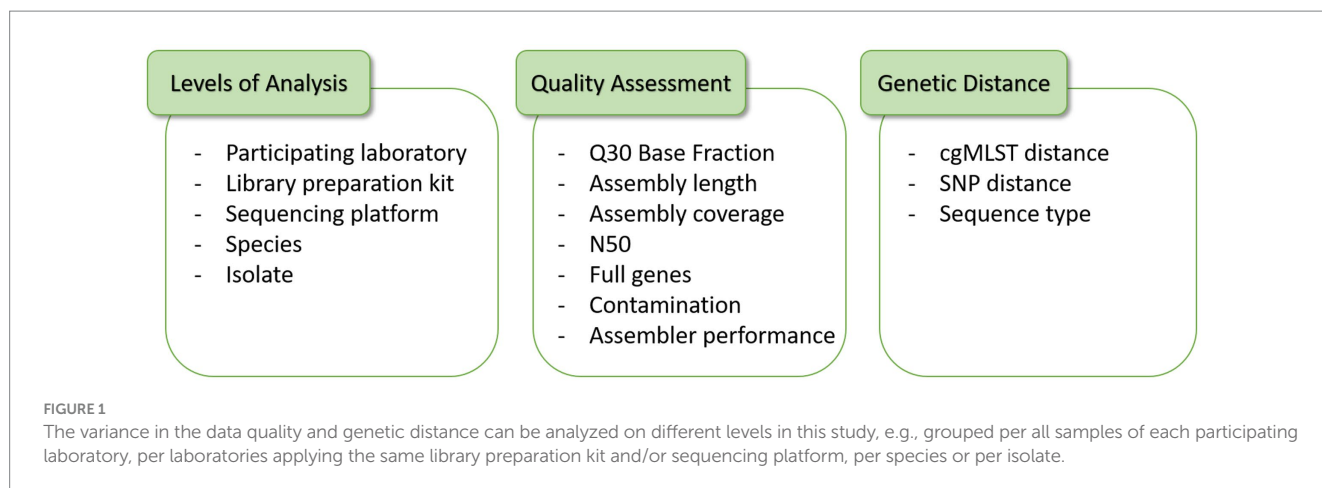 Levels of Analysis
- Participating laboratory
- Library preparation kit
- Sequencing platform
- Species
- Isolate
Quality Assessment
- Q30 Base Fraction
- Assembly length
- Assembly coverage
- N50
- Full genes
- Contamination
- Assembler performance
Genetic Distance
- cgMLST distance
- SNP distance
- Sequence type
FIGURE 1
The variance in the data quality and genetic distance can be analyzed on different levels in this study, e.g., grouped per all samples of each participating
laboratory, per laboratories applying the same library preparation kit and/or sequencing platform, per species or per isolate.